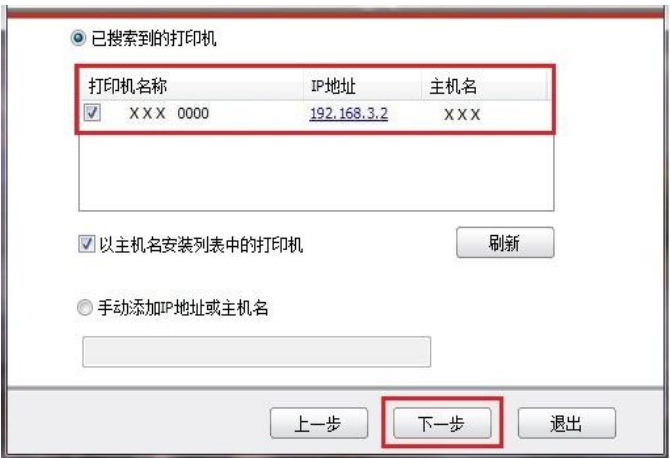 已搜索到的打印机
打印机名称 IP地址 主机名
XXX 0000 192.168.3.2 XXX
以主机名安装列表中的打印机 刷新
手动添加IP地址或主机名
上一步 下一步 退出